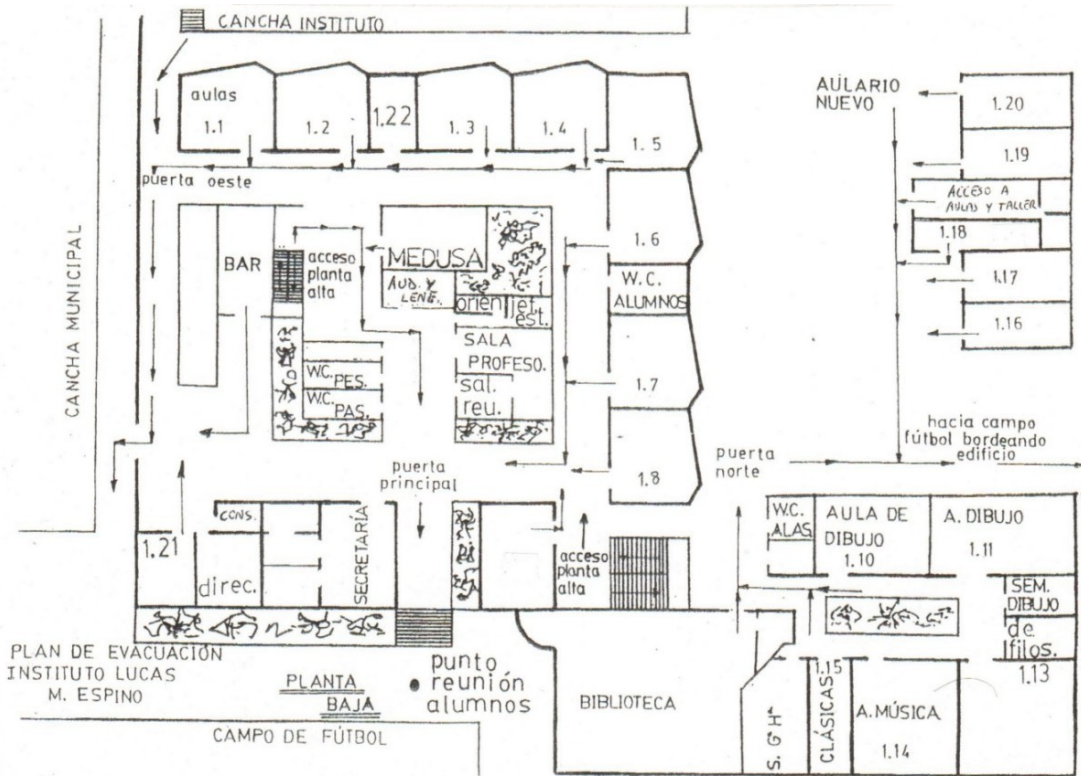 CANCHA INSTITUTO
aulas
1.1
1.2
1.22
1.3
1.4
1.5
puerta oeste
CANCHA MUNICIPAL
BAR
acceso
planta
alta
MEDUSA
AUD. Y
LENG.
orien
jef.
est.
SALA
PROFESO.
sal.
reu.
W.C.
PES.
W.C.
PAS.
1.6
W.C.
ALUMNOS
1.7
1.8
AULARIO
NUEVO
1.20
1.19
ACCESO A
AULAS Y TALLER
1.18
1.17
1.16
hacia campo
fútbol bordeando
edificio
puerta
norte
puerta
principal
CONS.
1.21
direc.
SECRETARÍA
acceso
planta
alta
W.C.
ALAS.
AULA DE
DIBUJO
1.10
A. DIBUJO
1.11
SEM.
DIBUJO
de
filos.
1.13
1.15
CLÁSICAS
A. MÚSICA
1.14
S. Gª Hª
BIBLIOTECA
PLAN DE EVACUACIÓN
INSTITUTO LUCAS
M. ESPINO
PLANTA
BAJA
punto
reunión
alumnos
CAMPO DE FÚTBOL